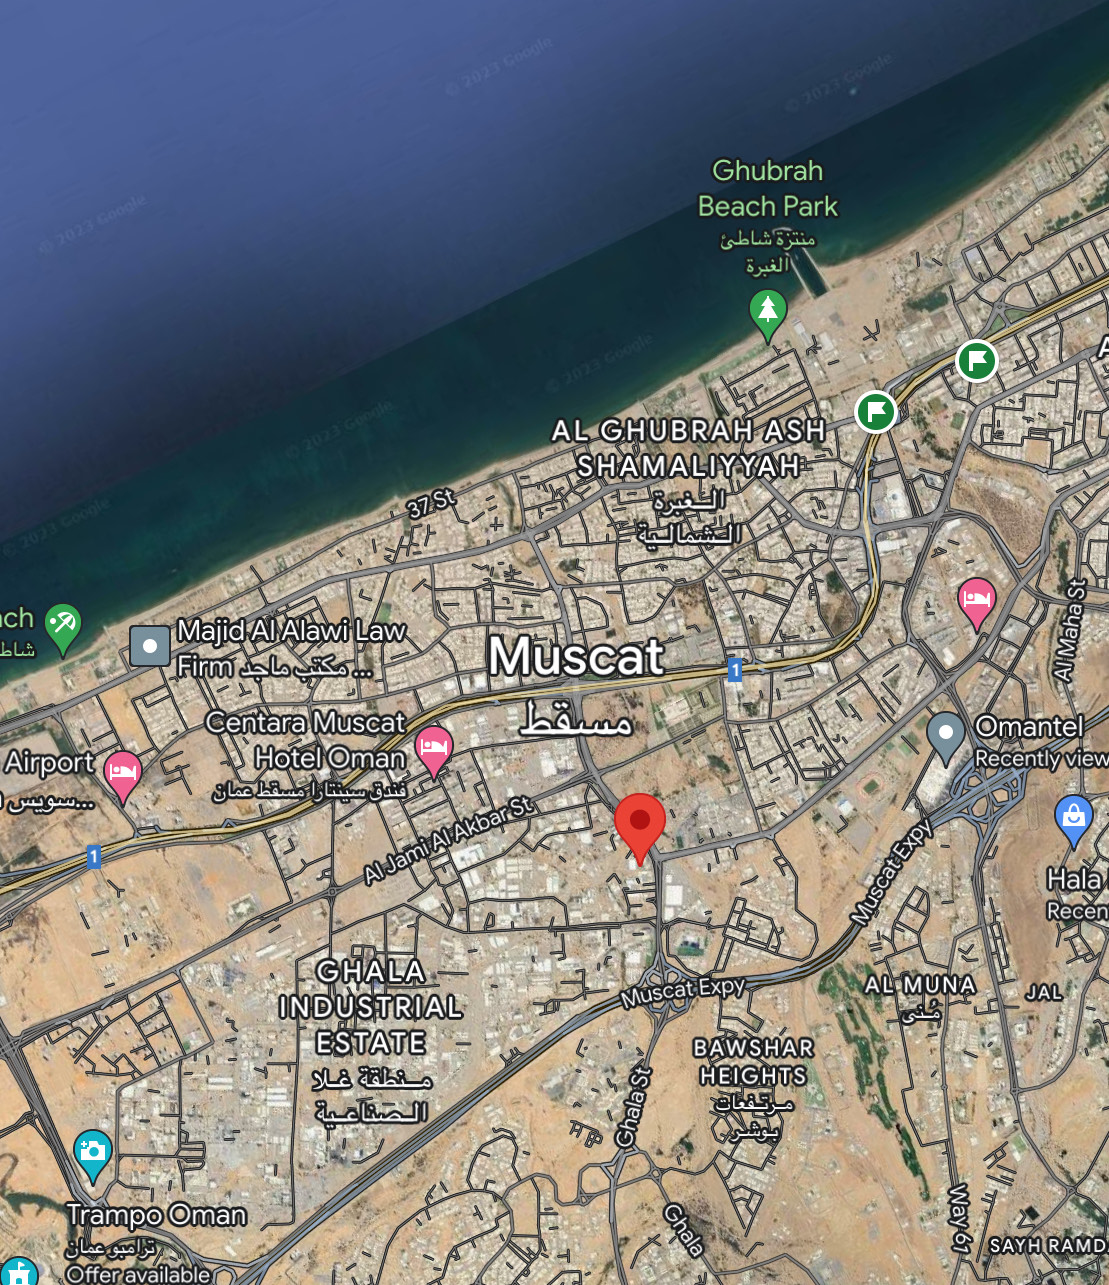 © 2023 Google
© 2023 Google
© 2023 Google
Ghubrah
Beach Park
منتزة شاطئ
الغبرة
© 2023 Google
© 2023 Google
AL GHUBRAH ASH
SHAMALIYYAH
الغبرة
الشمالية
37 St
© 2023 Google
ach
شاط
Majid Al Alawi Law
Firm مكتب ماجد ...
Al Maha St
Muscat
مسقط
1
Centara Muscat
Hotel Oman
فندق سينتارا مسقط عمان
Omantel
Recently view
Airport
سويس...
Al Jami Al Akbar St
1
Muscat Expy
Hala
Recen
GHALA
INDUSTRIAL
ESTATE
منطقة غلا
الصناعية
Muscat Expy
AL MUNA
مُنى
JAL
BAWSHAR
HEIGHTS
مرتفعات
بوشر
Ghala St
Trampo Oman
ترامبو عمان
Offer available
Ghala
Way 61
SAYH RAMD